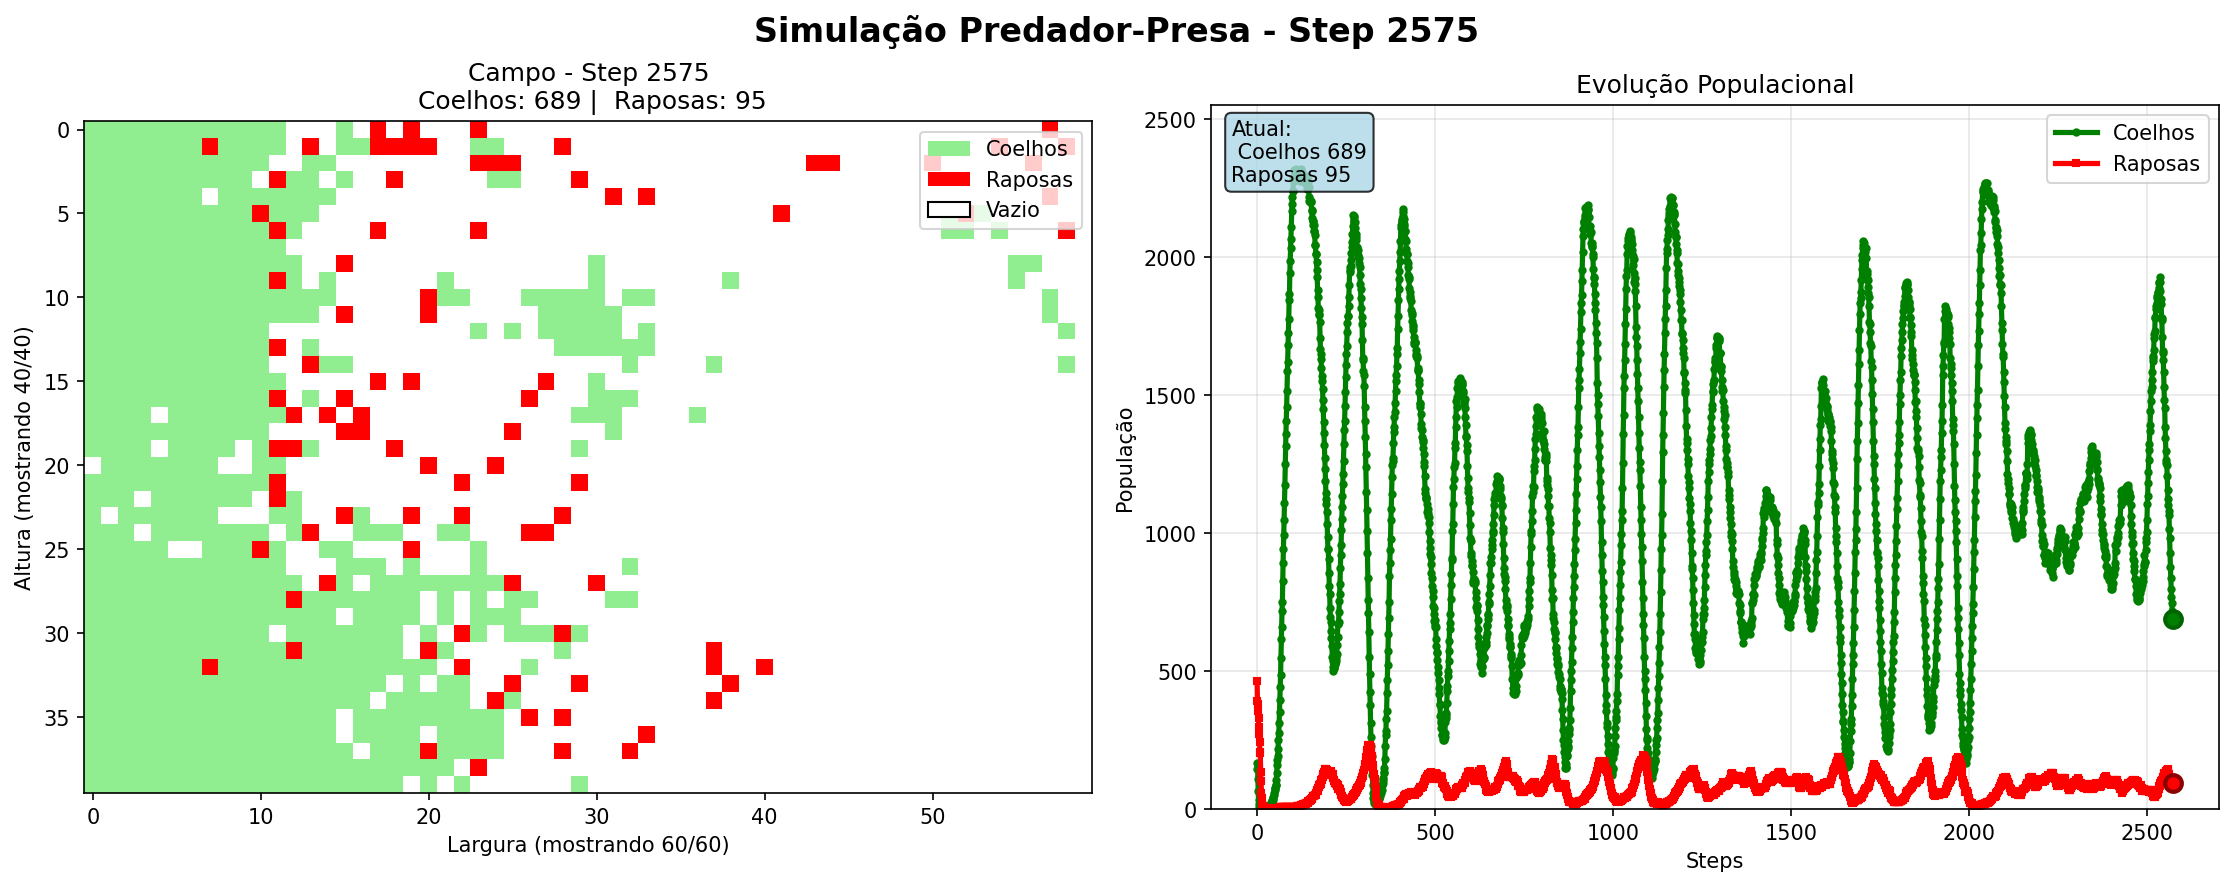 Simulação Predador-Presa - Step 2575
Campo - Step 2575
Coelhos: 689 |  Raposas: 95
Coelhos
Raposas
Vazio
0
5
10
15
20
25
30
35
Altura (mostrando 40/40)
0
10
20
30
40
50
Largura (mostrando 60/60)
Evolução Populacional
Atual:
Coelhos 689
Raposas 95
Coelhos
Raposas
2500
2000
1500
1000
500
0
População
0
500
1000
1500
2000
2500
Steps